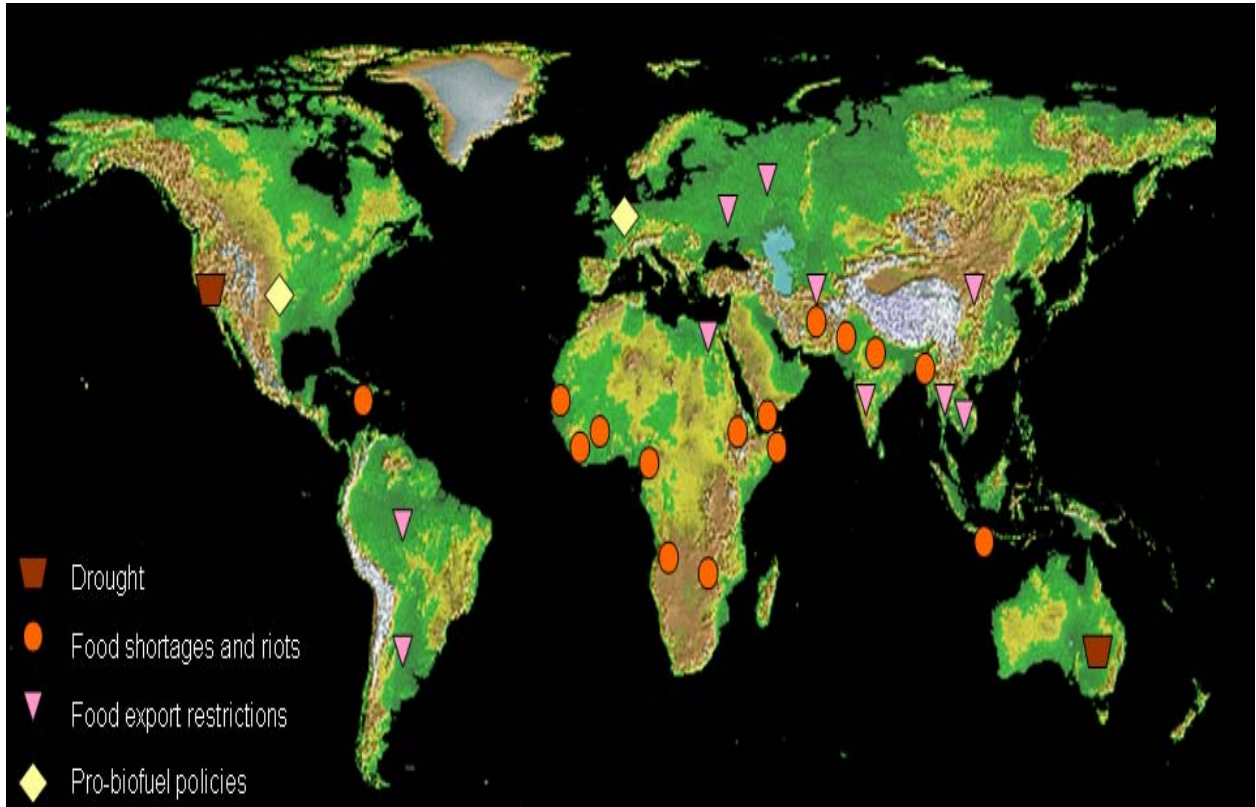 Drought
Food shortages and riots
Food export restrictions
Pro-biofuel policies